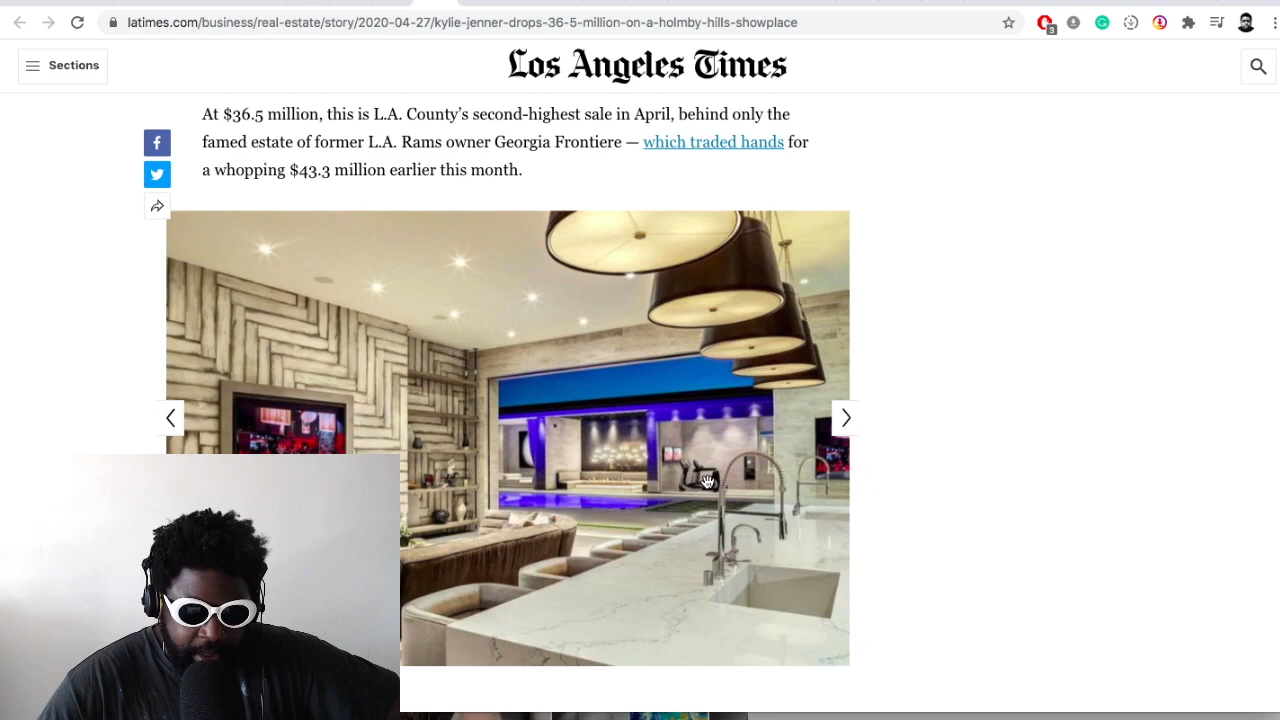 latimes.com/business/real-estate/story/2020-04-27/kylie-jenner-drops-36-5-million-on-a-holmby-hills-showplace
3
Sections
Los Angeles Times
At $36.5 million, this is L.A. County’s second-highest sale in April, behind only the
famed estate of former L.A. Rams owner Georgia Frontiere — which traded hands for
a whopping $43.3 million earlier this month.